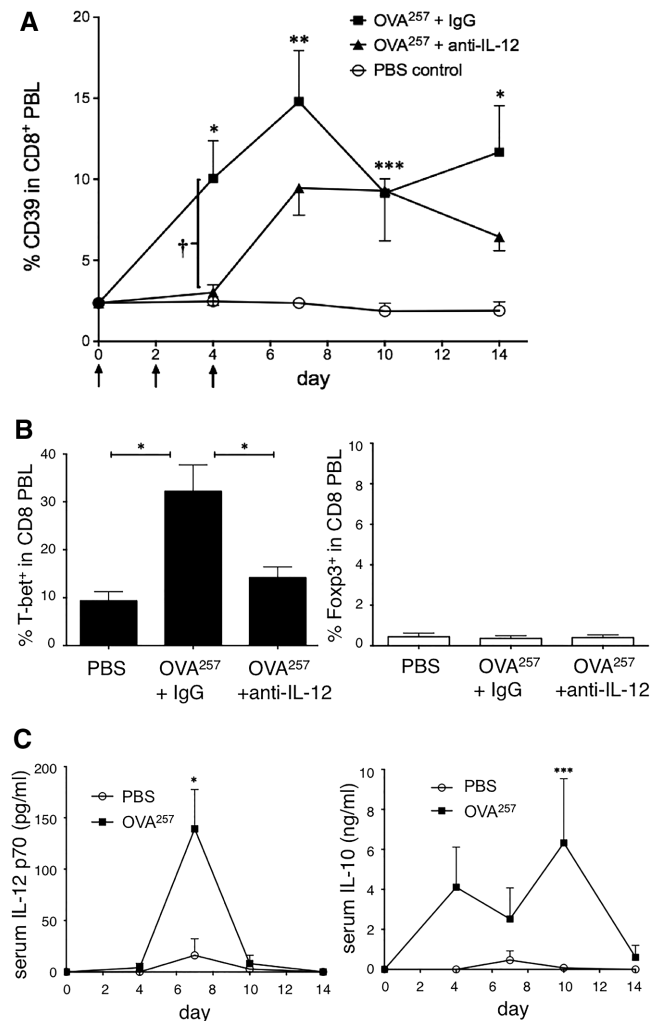 A
OVA²⁵⁷ + IgG
OVA²⁵⁷ + anti-IL-12
PBS control
% CD39 in CD8⁺ PBL
20
15
10
5
0
*
**
***
*
†
0 2 4 6 8 10 12 14
day
B
% T-bet⁺ in CD8 PBL
40
30
20
10
0
* *
PBS OVA²⁵⁷ OVA²⁵⁷
+ IgG +anti-IL-12
% Foxp3⁺ in CD8 PBL
10
8
6
4
2
0
PBS OVA²⁵⁷ OVA²⁵⁷
+ IgG +anti-IL-12
C
serum IL-12 p70 (pg/ml)
200
150
100
50
0
PBS
OVA²⁵⁷
*
0 2 4 6 8 10 12 14
day
serum IL-10 (ng/ml)
10
8
6
4
2
0
PBS
OVA²⁵⁷
***
0 2 4 6 8 10 12 14
day